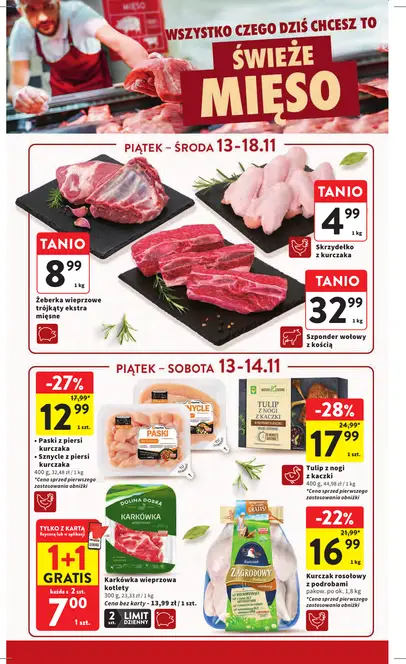 MIĘSO
WSZYSTKO CZEGO DZIŚ CHCESZ TO
ŚWIEŻE
MIĘSO
PIĄTEK – ŚRODA 13-18.11
TANIO
8 99
1 kg
Żeberka wieprzowe
trójkąty ekstra
mięsne
TANIO
4 99
1 kg
Skrzydełko
z kurczaka
TANIO
32 99
1 kg
Szponder wołowy
z kością
PIĄTEK – SOBOTA 13-14.11
-27%
17,99*
12 99
1 szt.
• Paski z piersi
kurczaka
• Sznycle z piersi
kurczaka
400 g, 32,48 zł / 1 kg
*Cena sprzed pierwszego
zastosowania obniżki
PASKI
SZNYCLE
TULIP
Z NOGI
Z KACZKI
-28%
24,99*
17 99
1 szt.
Tulip z nogi
z kaczki
400 g, 44,98 zł / 1 kg
*Cena sprzed pierwszego
zastosowania obniżki
TYLKO Z KARTĄ
fizyczną lub w aplikacji
1+1
GRATIS
każde z 2 szt.
7 00
1 szt.
DOLINA DOBRA
KARKÓWKA
Karkówka wieprzowa
kotlety
300 g, 23,33 zł / 1 kg
Cena bez karty - 13,99 zł / 1 szt.
2 szt. LIMIT DZIENNY
ZAGRODOWY
-22%
21,99*
16 99
1 kg
Kurczak rosołowy
z podrobami
pakow. po ok. 1,8 kg
*Cena sprzed pierwszego
zastosowania obniżki